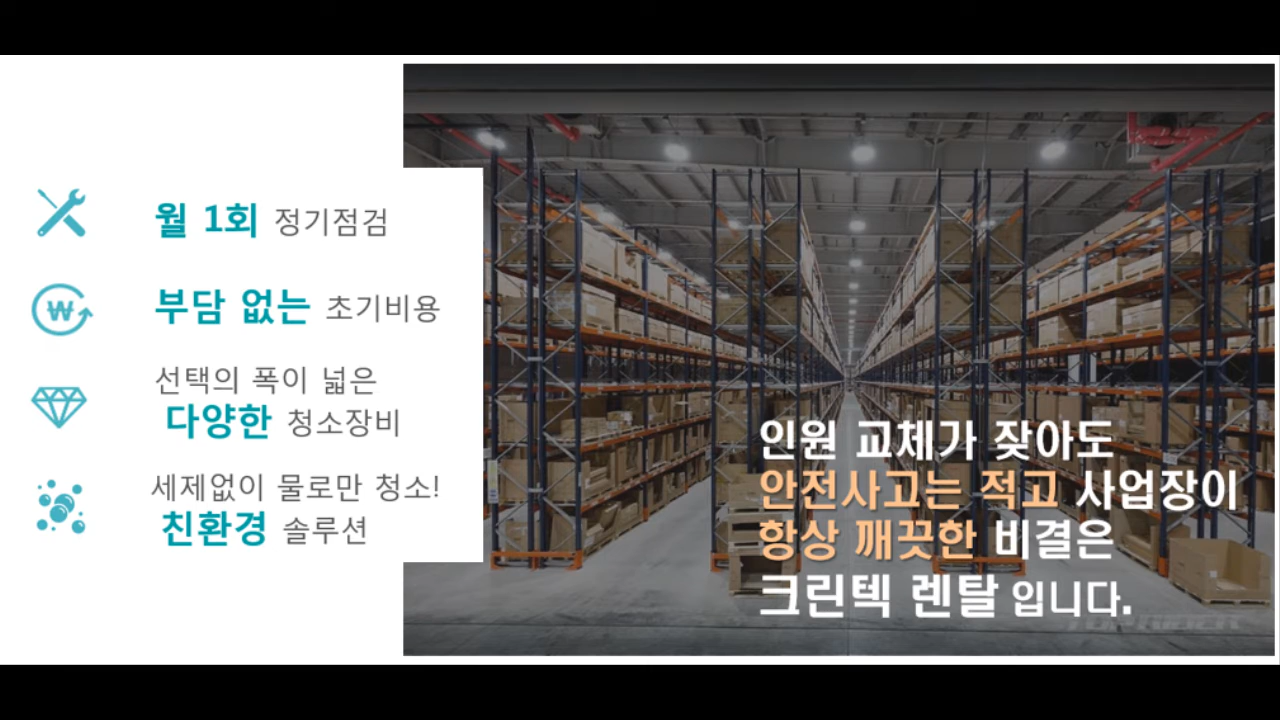 월 1회 정기점검
부담 없는 초기비용
선택의 폭이 넓은
다양한 청소장비
세제없이 물로만 청소!
친환경 솔루션
인원 교체가 잦아도
안전사고는 적고 사업장이
항상 깨끗한 비결은
크린텍 렌탈 입니다.